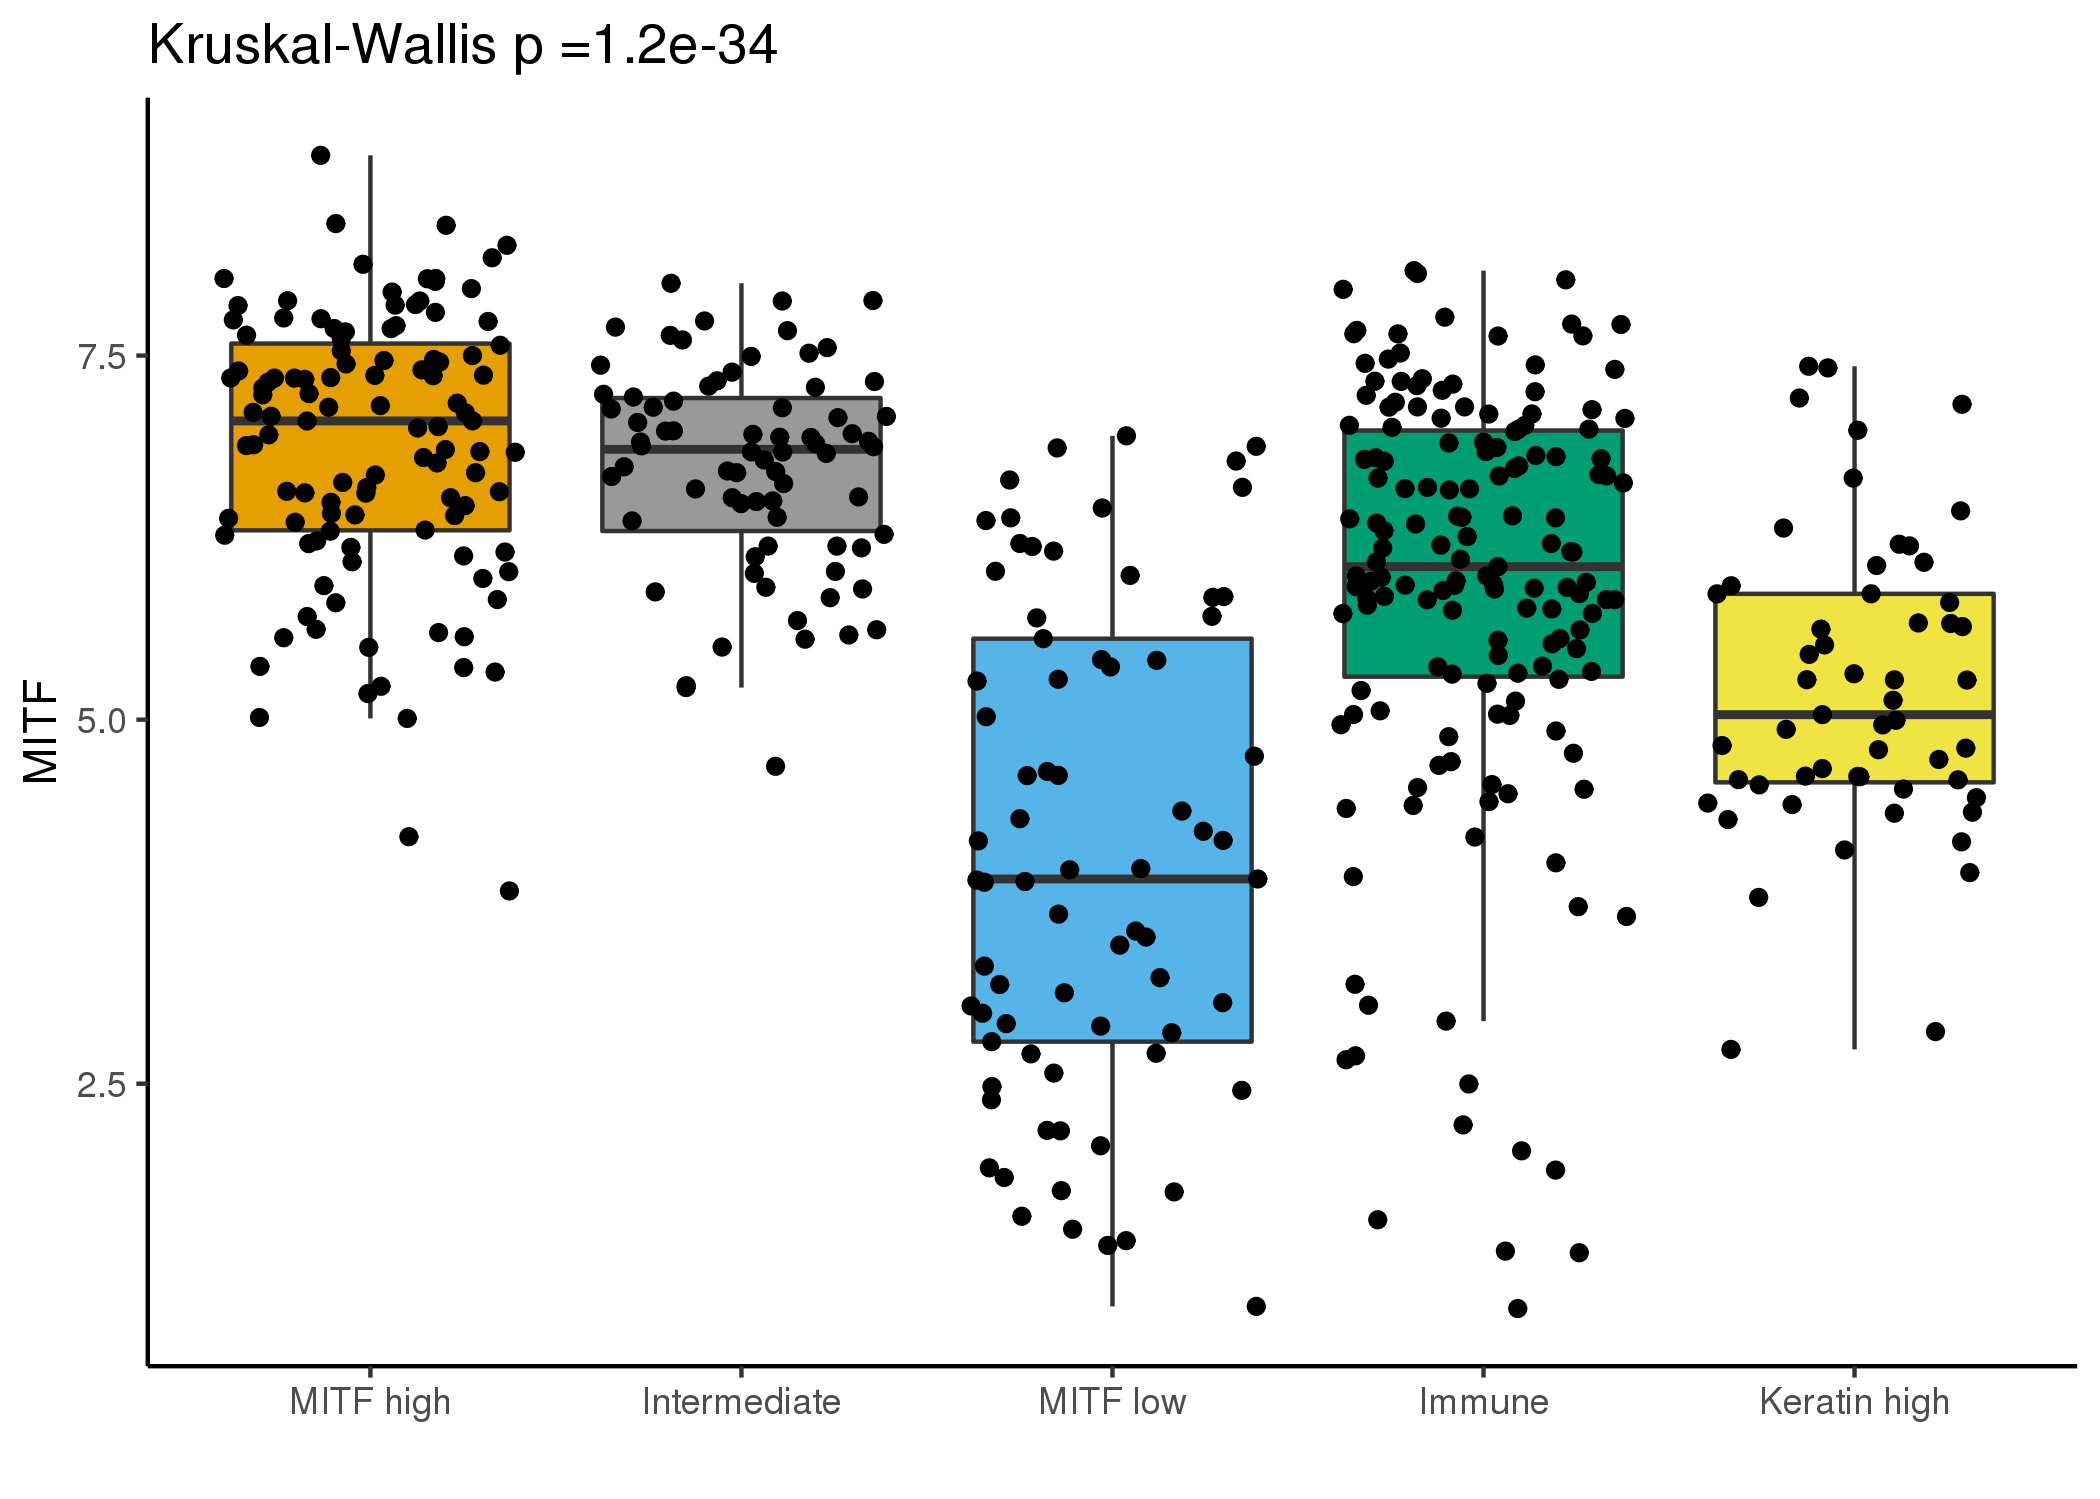 Kruskal-Wallis p =1.2e-34
7.5
5.0
2.5
MITF
MITF high
Intermediate
MITF low
Immune
Keratin high